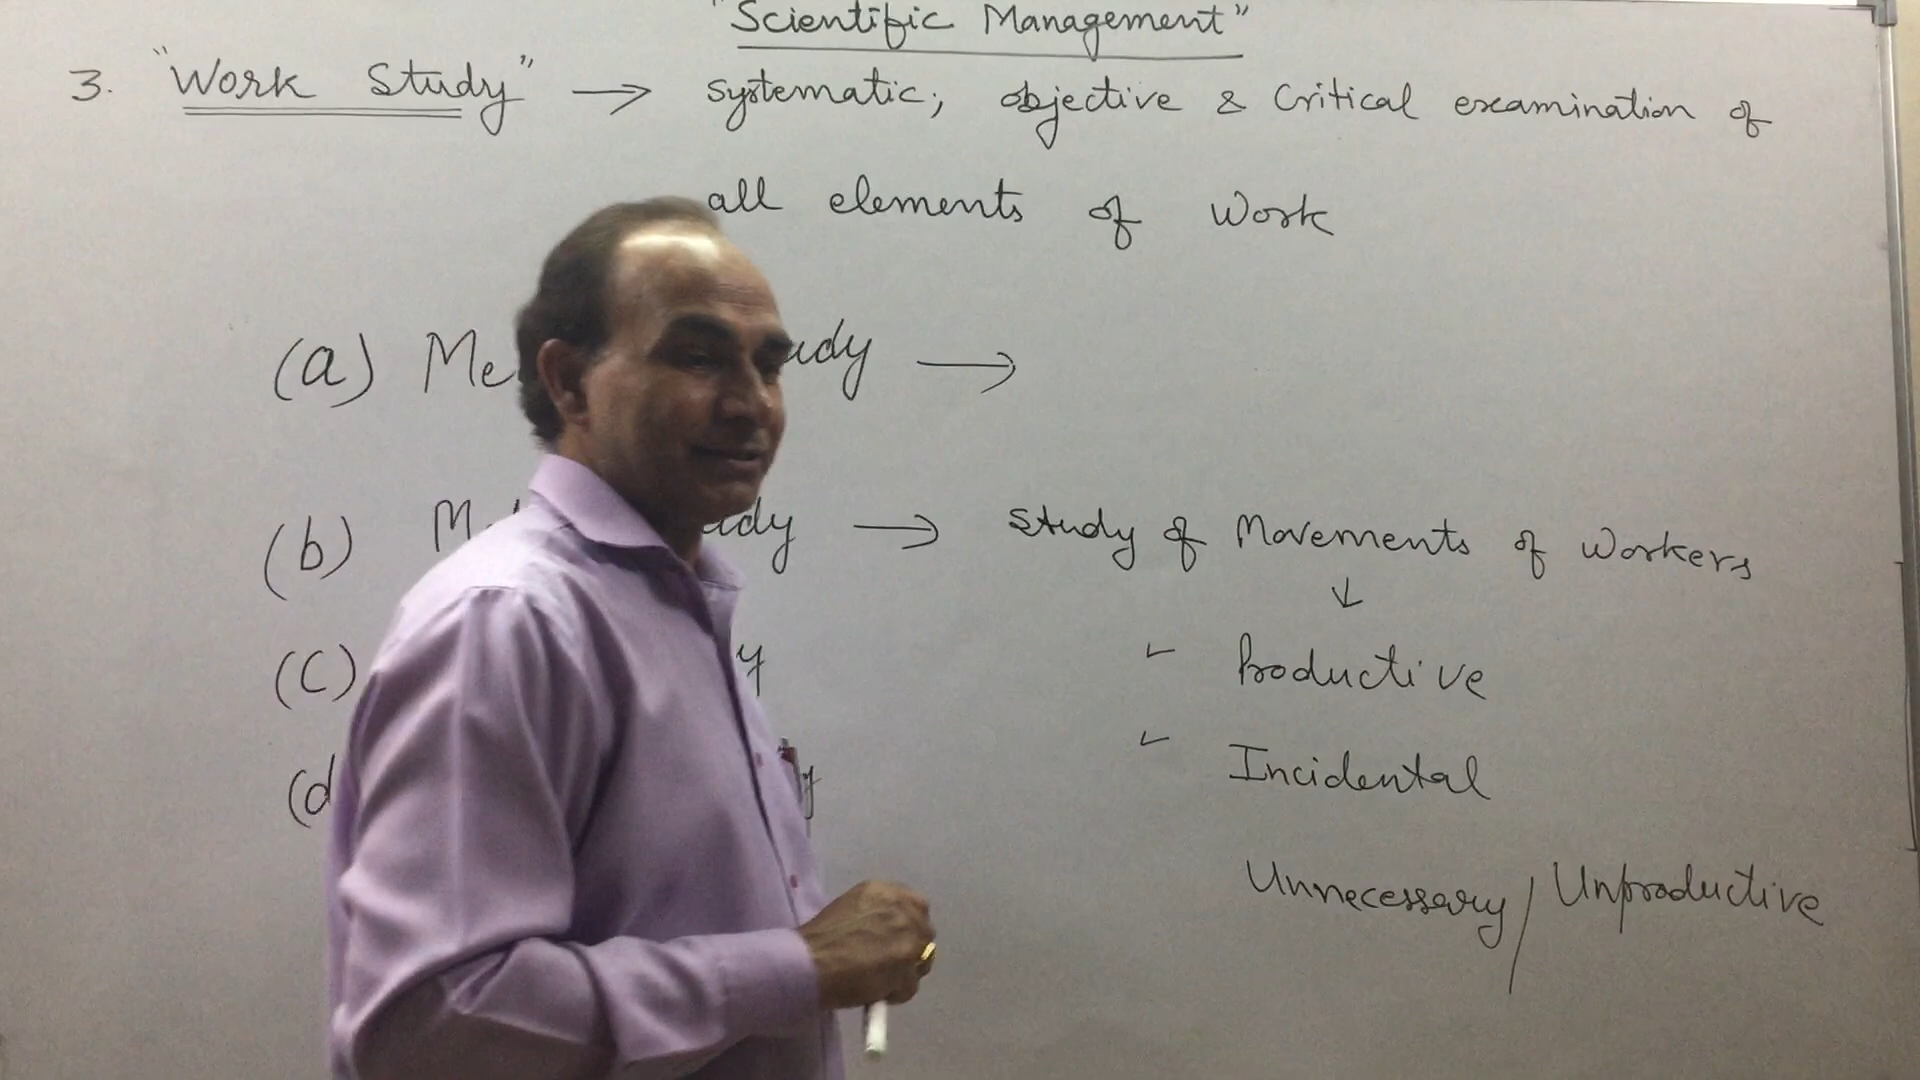 "Scientific Management"
3. "Work Study" → systematic, objective & Critical examination of
all elements of Work
(a) →
(b) → Study of Movements of Workers
↓
✓ Productive
(c)
✓ Incidental
(d
Unnecessary / Unproductive